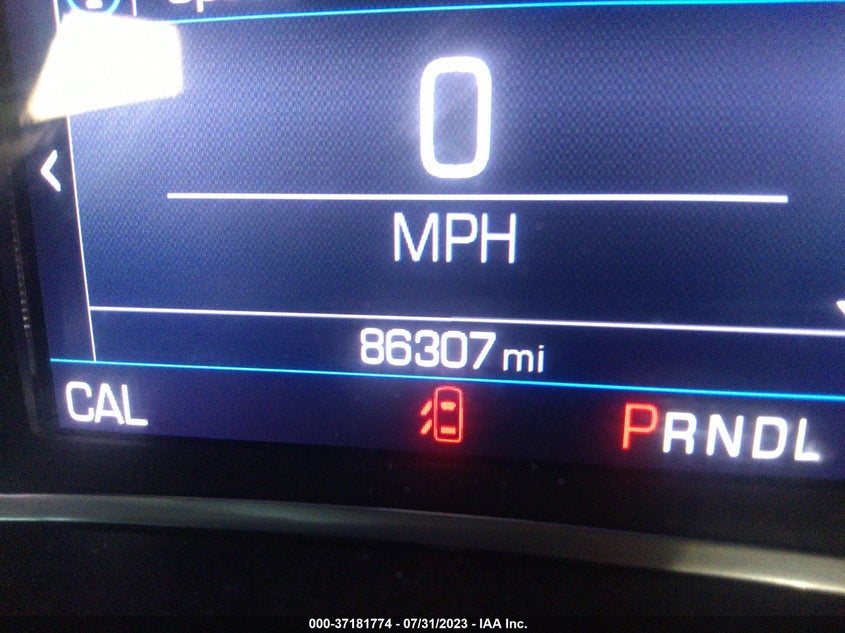 0
MPH
86307 mi
CAL
PRNDL
000-37181774 - 07/31/2023 - IAA Inc.